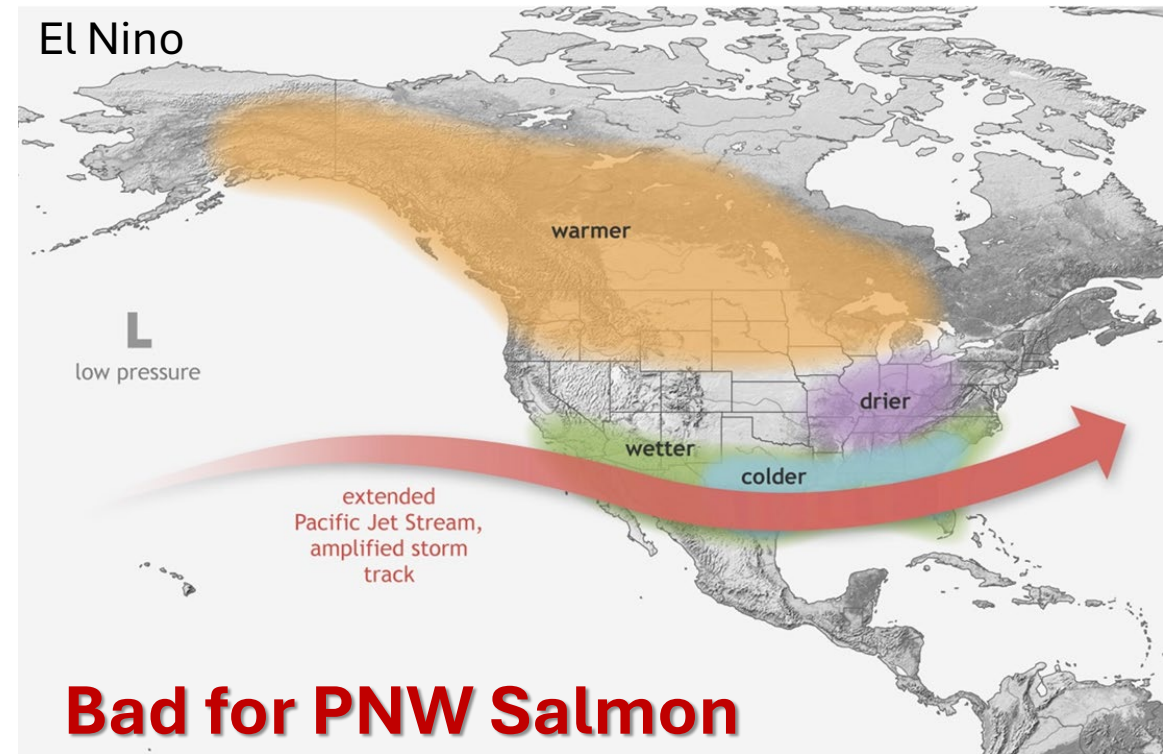 El Nino
warmer
L
low pressure
drier
wetter
colder
extended
Pacific Jet Stream,
amplified storm
track
Bad for PNW Salmon